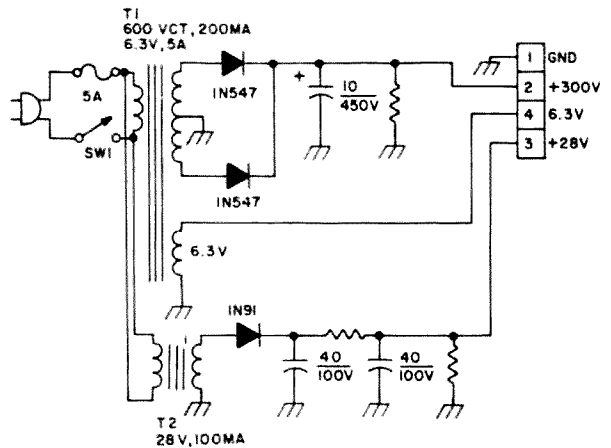 T1
600 VCT, 200MA
6.3V, 5A
5A
SW1
1N547
1N547
+
10
450V
1
GND
2
+300V
4
6.3V
3
+28V
6.3V
1N91
40
100V
40
100V
T2
28V, 100MA